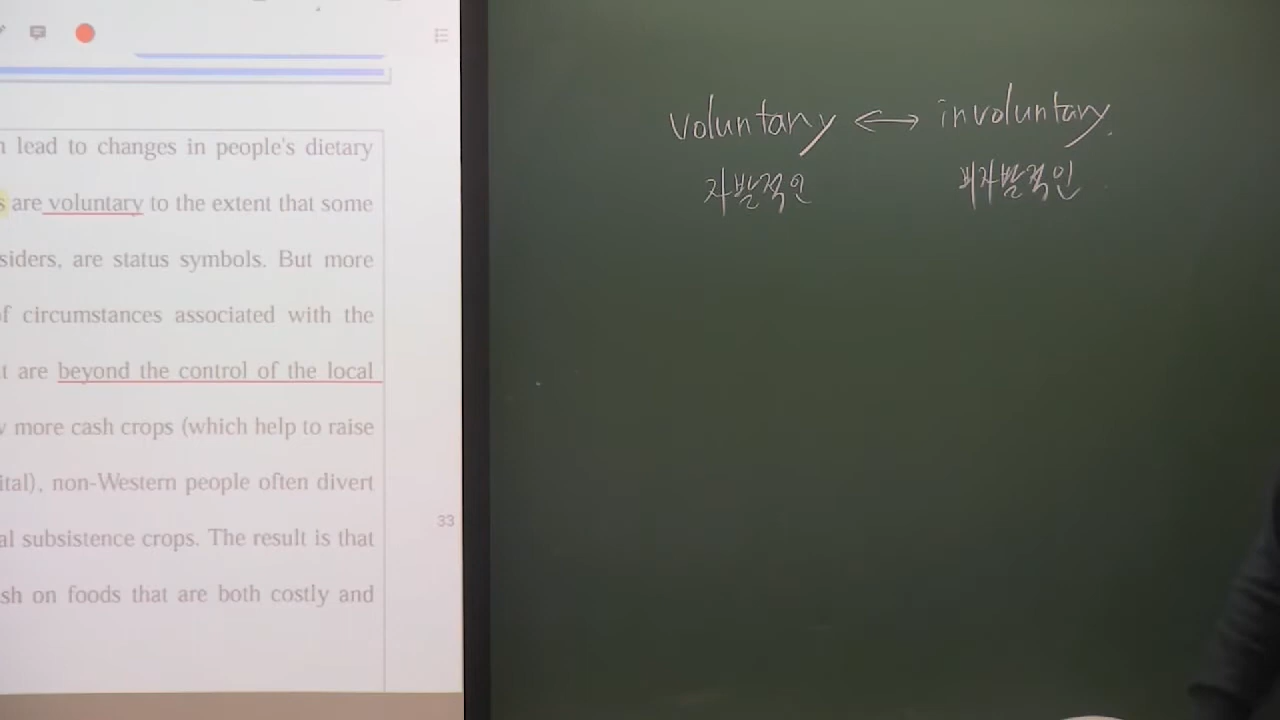 n lead to changes in people's dietary
s are voluntary to the extent that some
siders, are status symbols. But more
of circumstances associated with the
t are beyond the control of the local
y more cash crops (which help to raise
ital), non-Western people often divert
al subsistence crops. The result is that
sh on foods that are both costly and
33
voluntary ↔ involuntary.
자발적인 비자발적인